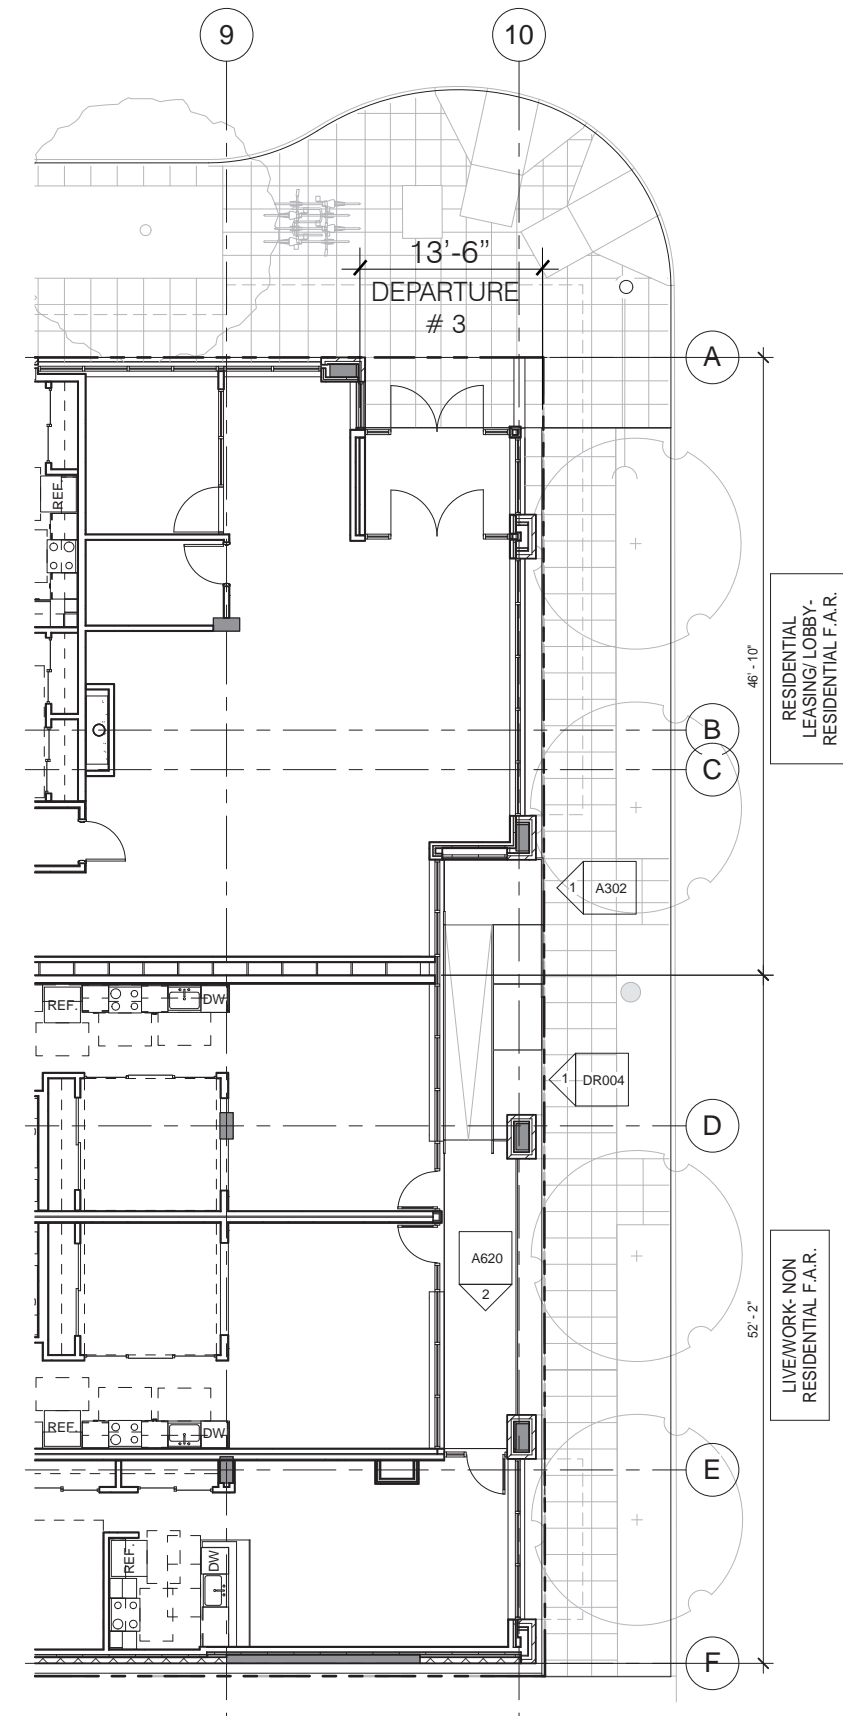 9
10
13’-6”
DEPARTURE
# 3
A
REF.
46' - 10"
RESIDENTIAL
LEASING/ LOBBY-
RESIDENTIAL F.A.R.
B
C
1
A302
REF.
DW
1
DR004
D
A620
2
52' - 2"
LIVE/WORK- NON
RESIDENTIAL F.A.R.
REF.
DW
E
REF.
DW
F